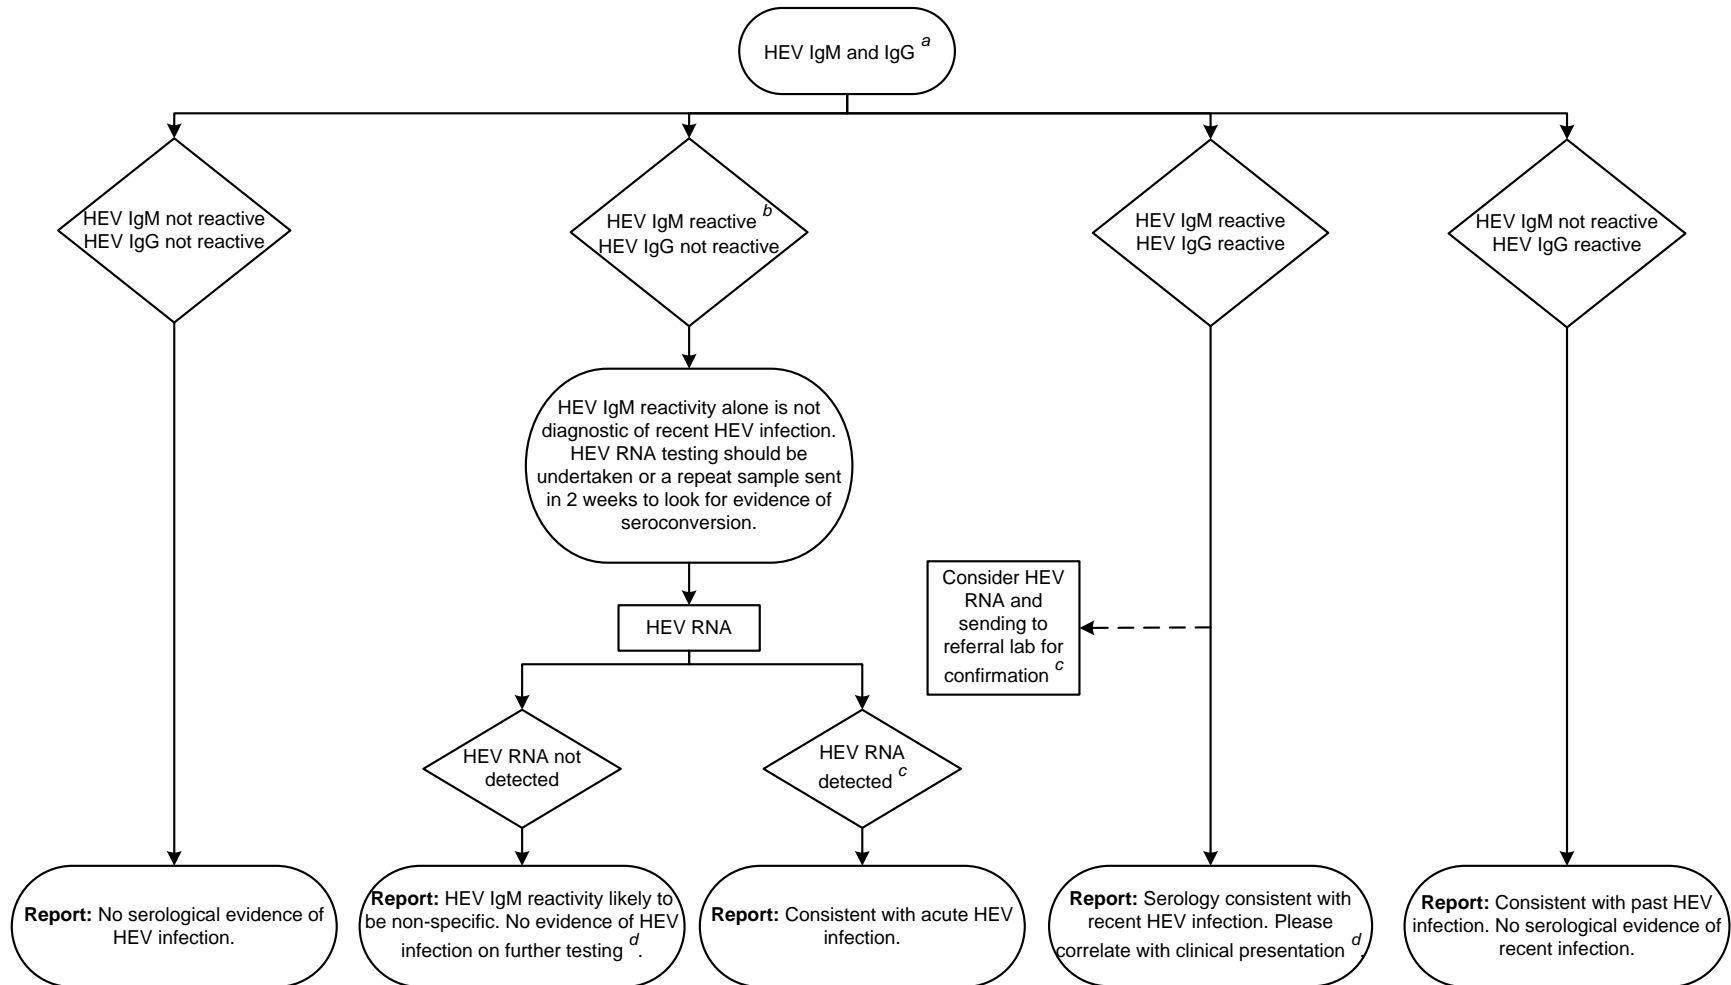 HEV IgM and IgG a
HEV IgM not reactive
HEV IgG not reactive
HEV IgM reactive b
HEV IgG not reactive
HEV IgM reactive
HEV IgG reactive
HEV IgM not reactive
HEV IgG reactive
HEV IgM reactivity alone is not
diagnostic of recent HEV infection.
HEV RNA testing should be
undertaken or a repeat sample sent
in 2 weeks to look for evidence of
seroconversion.
Consider HEV
RNA and
sending to
referral lab for
confirmation c
HEV RNA
HEV RNA not
detected
HEV RNA
detected c
Report: No serological evidence of
HEV infection.
Report: HEV IgM reactivity likely to
be non-specific. No evidence of HEV
infection on further testing d.
Report: Consistent with acute HEV
infection.
Report: Serology consistent with
recent HEV infection. Please
correlate with clinical presentation d.
Report: Consistent with past HEV
infection. No serological evidence of
recent infection.